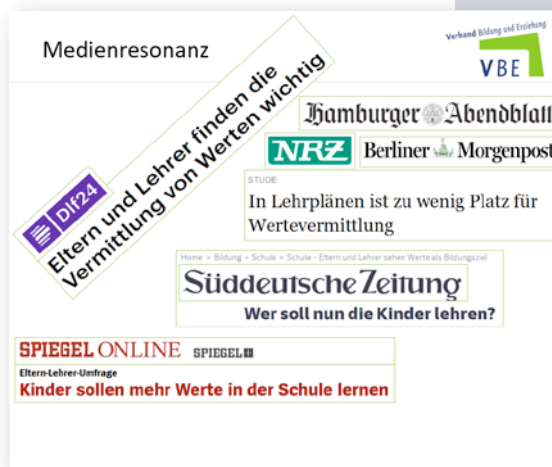 Medienresonanz
Verband Bildung und Erziehung
VBE
Dlf24
Eltern und Lehrer finden die
Vermittlung von Werten wichtig
Hamburger Abendblatt
NRZ Berliner Morgenpost
STUDIE
In Lehrplänen ist zu wenig Platz für
Wertevermittlung
Home > Bildung > Schule > Schule - Eltern und Lehrer sehen Werte als Bildungsziel
Süddeutsche Zeitung
Wer soll nun die Kinder lehren?
SPIEGEL ONLINE SPIEGEL+
Eltern-Lehrer-Umfrage
Kinder sollen mehr Werte in der Schule lernen